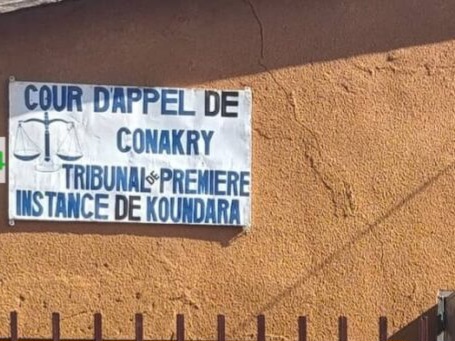 COUR D'APPEL DE
CONAKRY
TRIBUNAL DE PREMIERE
INSTANCE DE KOUNDARA